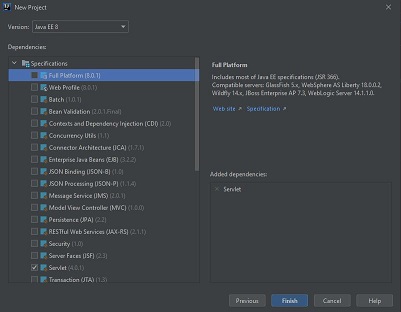 New Project
Version: Java EE 8
Dependencies:
Specifications
Full Platform (8.0.1)
Web Profile (8.0.1)
Batch (1.0.1)
Bean Validation (2.0.1.Final)
Contexts and Dependency Injection (CDI) (2.0)
Concurrency Utils (1.1)
Connector Architecture (JCA) (1.7.1)
Enterprise Java Beans (EJB) (3.2.2)
JSON Binding (JSON-B) (1.0)
JSON Processing (JSON-P) (1.1.4)
Message Service (JMS) (2.0.1)
Model View Controller (MVC) (1.0.0)
Persistence (JPA) (2.2)
RESTful Web Services (JAX-RS) (2.1.1)
Security (1.0)
Server Faces (JSF) (2.3)
Servlet (4.0.1)
Transaction (JTA) (1.3)
Full Platform
Includes most of Java EE specifications (JSR 366).
Compatible servers: GlassFish 5.x, WebSphere AS Liberty 18.0.0.2,
Wildfly 14.x, JBoss Enterprise AP 7.3, WebLogic Server 14.1.1.0.
Web site ↗ Specification ↗
Added dependencies:
Servlet
Previous Finish Cancel Help